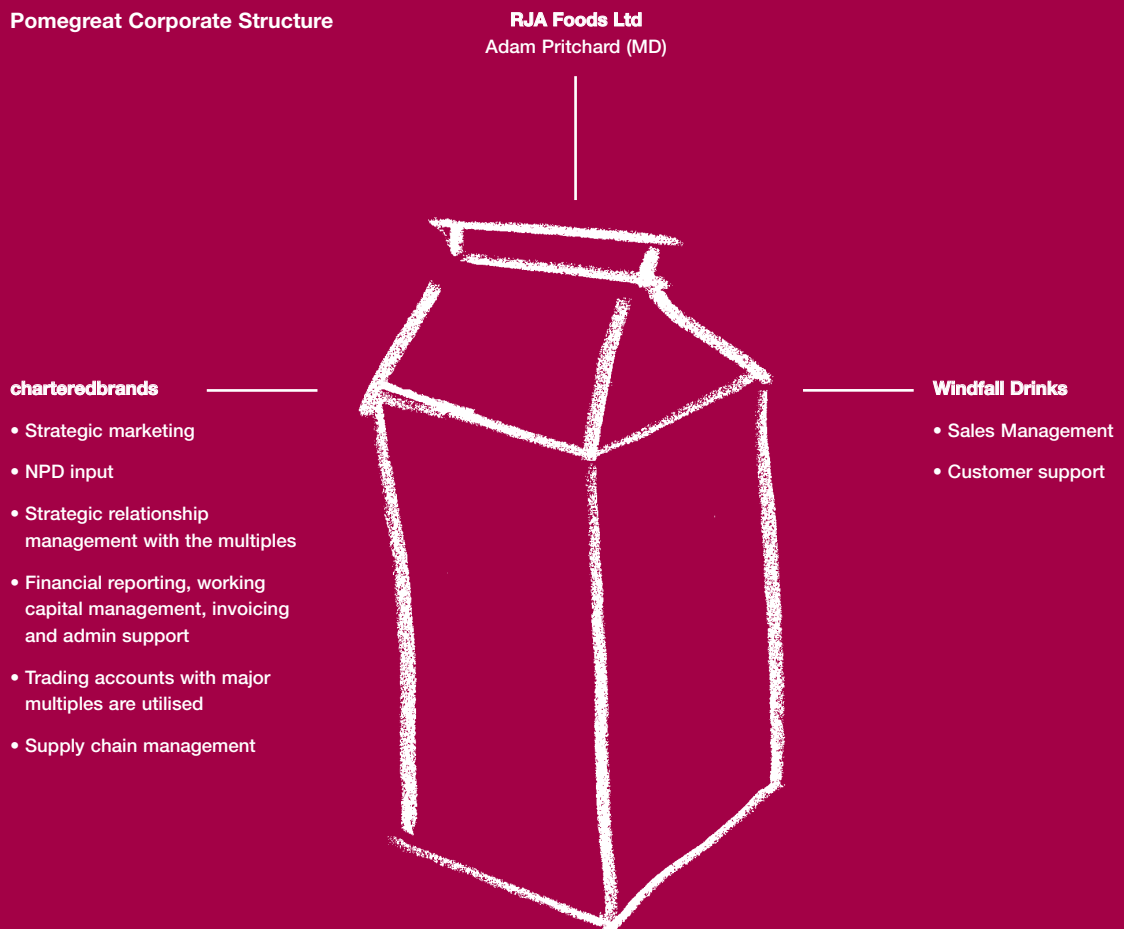 Pomegreat Corporate Structure
RJA Foods Ltd
Adam Pritchard (MD)
charteredbrands
• Strategic marketing
• NPD input
• Strategic relationship
management with the multiples
• Financial reporting, working
capital management, invoicing
and admin support
• Trading accounts with major
multiples are utilised
• Supply chain management
Windfall Drinks
• Sales Management
• Customer support